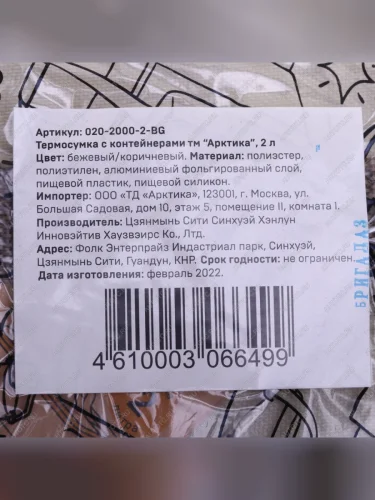 Артикул: 020-2000-2-BG
Термосумка с контейнерами тм "Арктика", 2 л
Цвет: бежевый/коричневый. Материал: полиэстер,
полиэтилен, алюминиевый фольгированный слой,
пищевой пластик, пищевой силикон.
Импортер: ООО «ТД «Арктика», 123001, г. Москва, ул.
Большая Садовая, дом 10, этаж 5, помещение II, комната 1.
Производитель: Цзянмынь Сити Синхуэй Хэнлун
Инновэйтив Хаузвэирс Ко., Лтд.
Адрес: Фолк Энтерпрайз Индастриал парк, Синхуэй,
Цзянмынь Сити, Гуандун, КНР. Срок годности: не ограничен.
Дата изготовления: февраль 2022.
4 610003 066499
БРИГАДА3